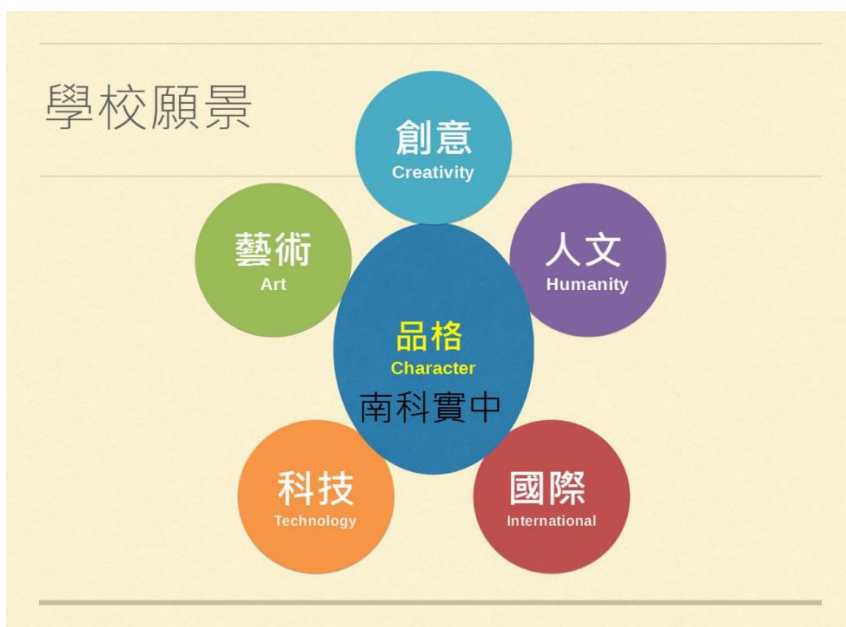 學校願景
創意
Creativity
藝術
Art
人文
Humanity
品格
Character
南科實中
科技
Technology
國際
International